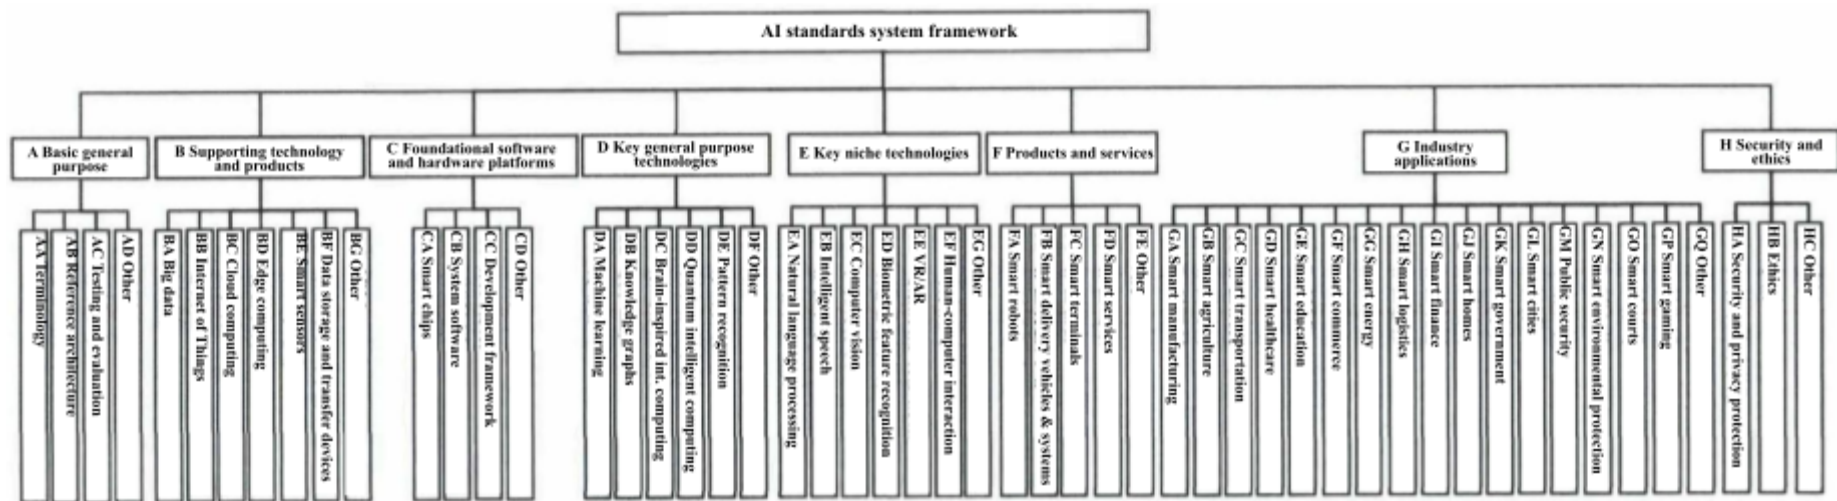 AI standards system framework
A Basic general
purpose
B Supporting technology
and products
C Foundational software
and hardware platforms
D Key general purpose
technologies
E Key niche technologies
F Products and services
G Industry
applications
H Security and
ethics
AA Terminology
AB Reference architecture
AC Testing and evaluation
AD Other
BA Big data
BB Internet of Things
BC Cloud computing
BD Edge computing
BE Smart sensors
BF Data storage and transfer devices
BG Other
CA Smart chips
CB System software
CC Development framework
CD Other
DA Machine learning
DB Knowledge graphs
DC Brain-inspired int. computing
DD Quantum intelligent computing
DE Pattern recognition
DF Other
EA Natural language processing
EB Intelligent speech
EC Computer vision
ED Biometric feature recognition
EE VR/AR
EF Human-computer interaction
EG Other
FA Smart robots
FB Smart delivery vehicles & systems
FC Smart terminals
FD Smart services
FE Other
GA Smart manufacturing
GB Smart agriculture
GC Smart transportation
GD Smart healthcare
GE Smart education
GF Smart commerce
GG Smart energy
GH Smart logistics
GI Smart finance
GJ Smart homes
GK Smart government
GL Smart cities
GM Public security
GN Smart environmental protection
GO Smart courts
GP Smart gaming
GQ Other
HA Security and privacy protection
HB Ethics
HC Other